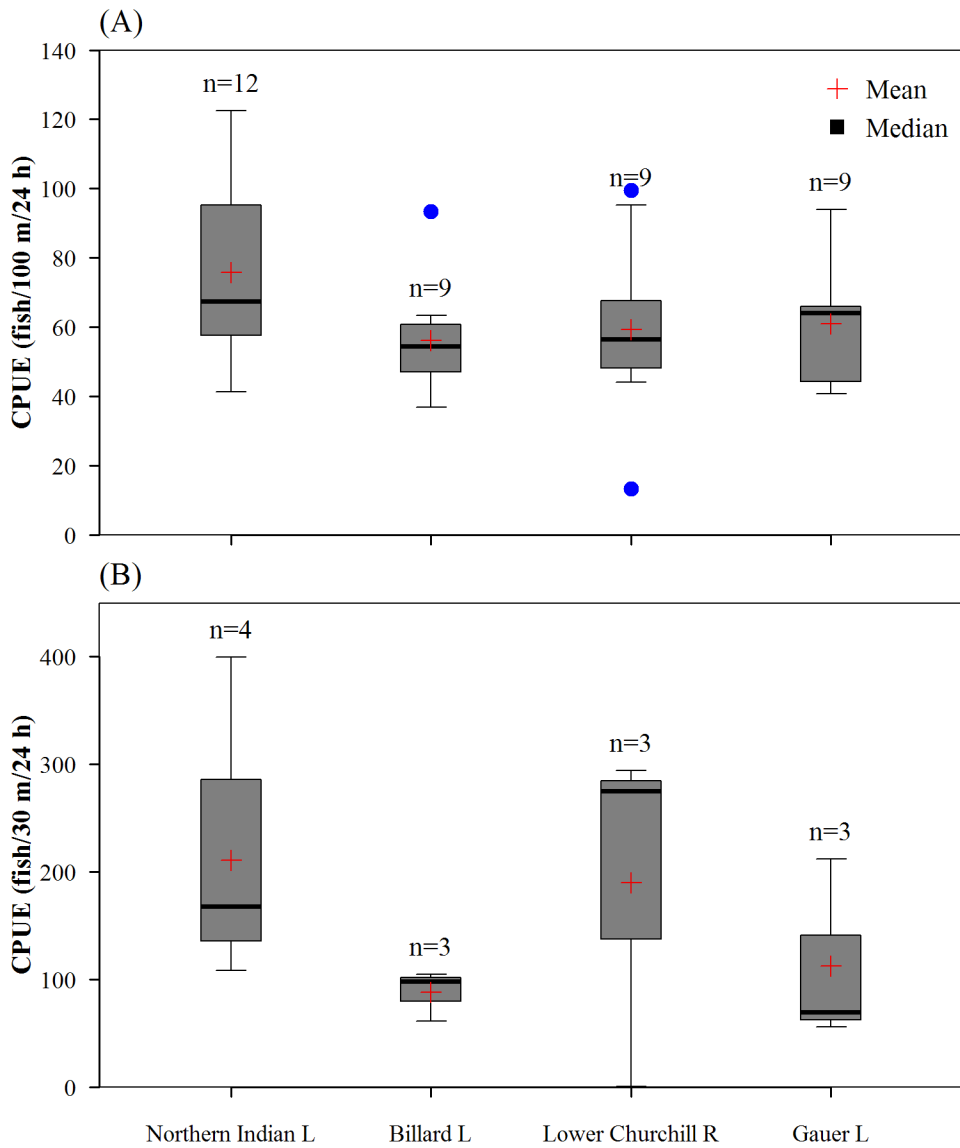 (A)
CPUE (fish/100 m/24 h)
140
120
100
80
60
40
20
0
n=12
n=9
n=9
n=9
Mean
Median
(B)
CPUE (fish/30 m/24 h)
400
300
200
100
0
n=4
n=3
n=3
n=3
Northern Indian L
Billard L
Lower Churchill R
Gauer L